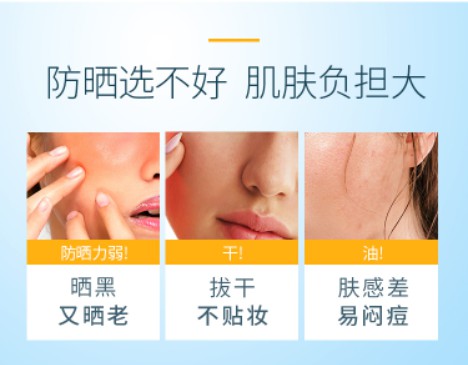 防晒选不好 肌肤负担大
防晒力弱!
晒黑
又晒老
干!
拔干
不贴妆
油!
肤感差
易闷痘